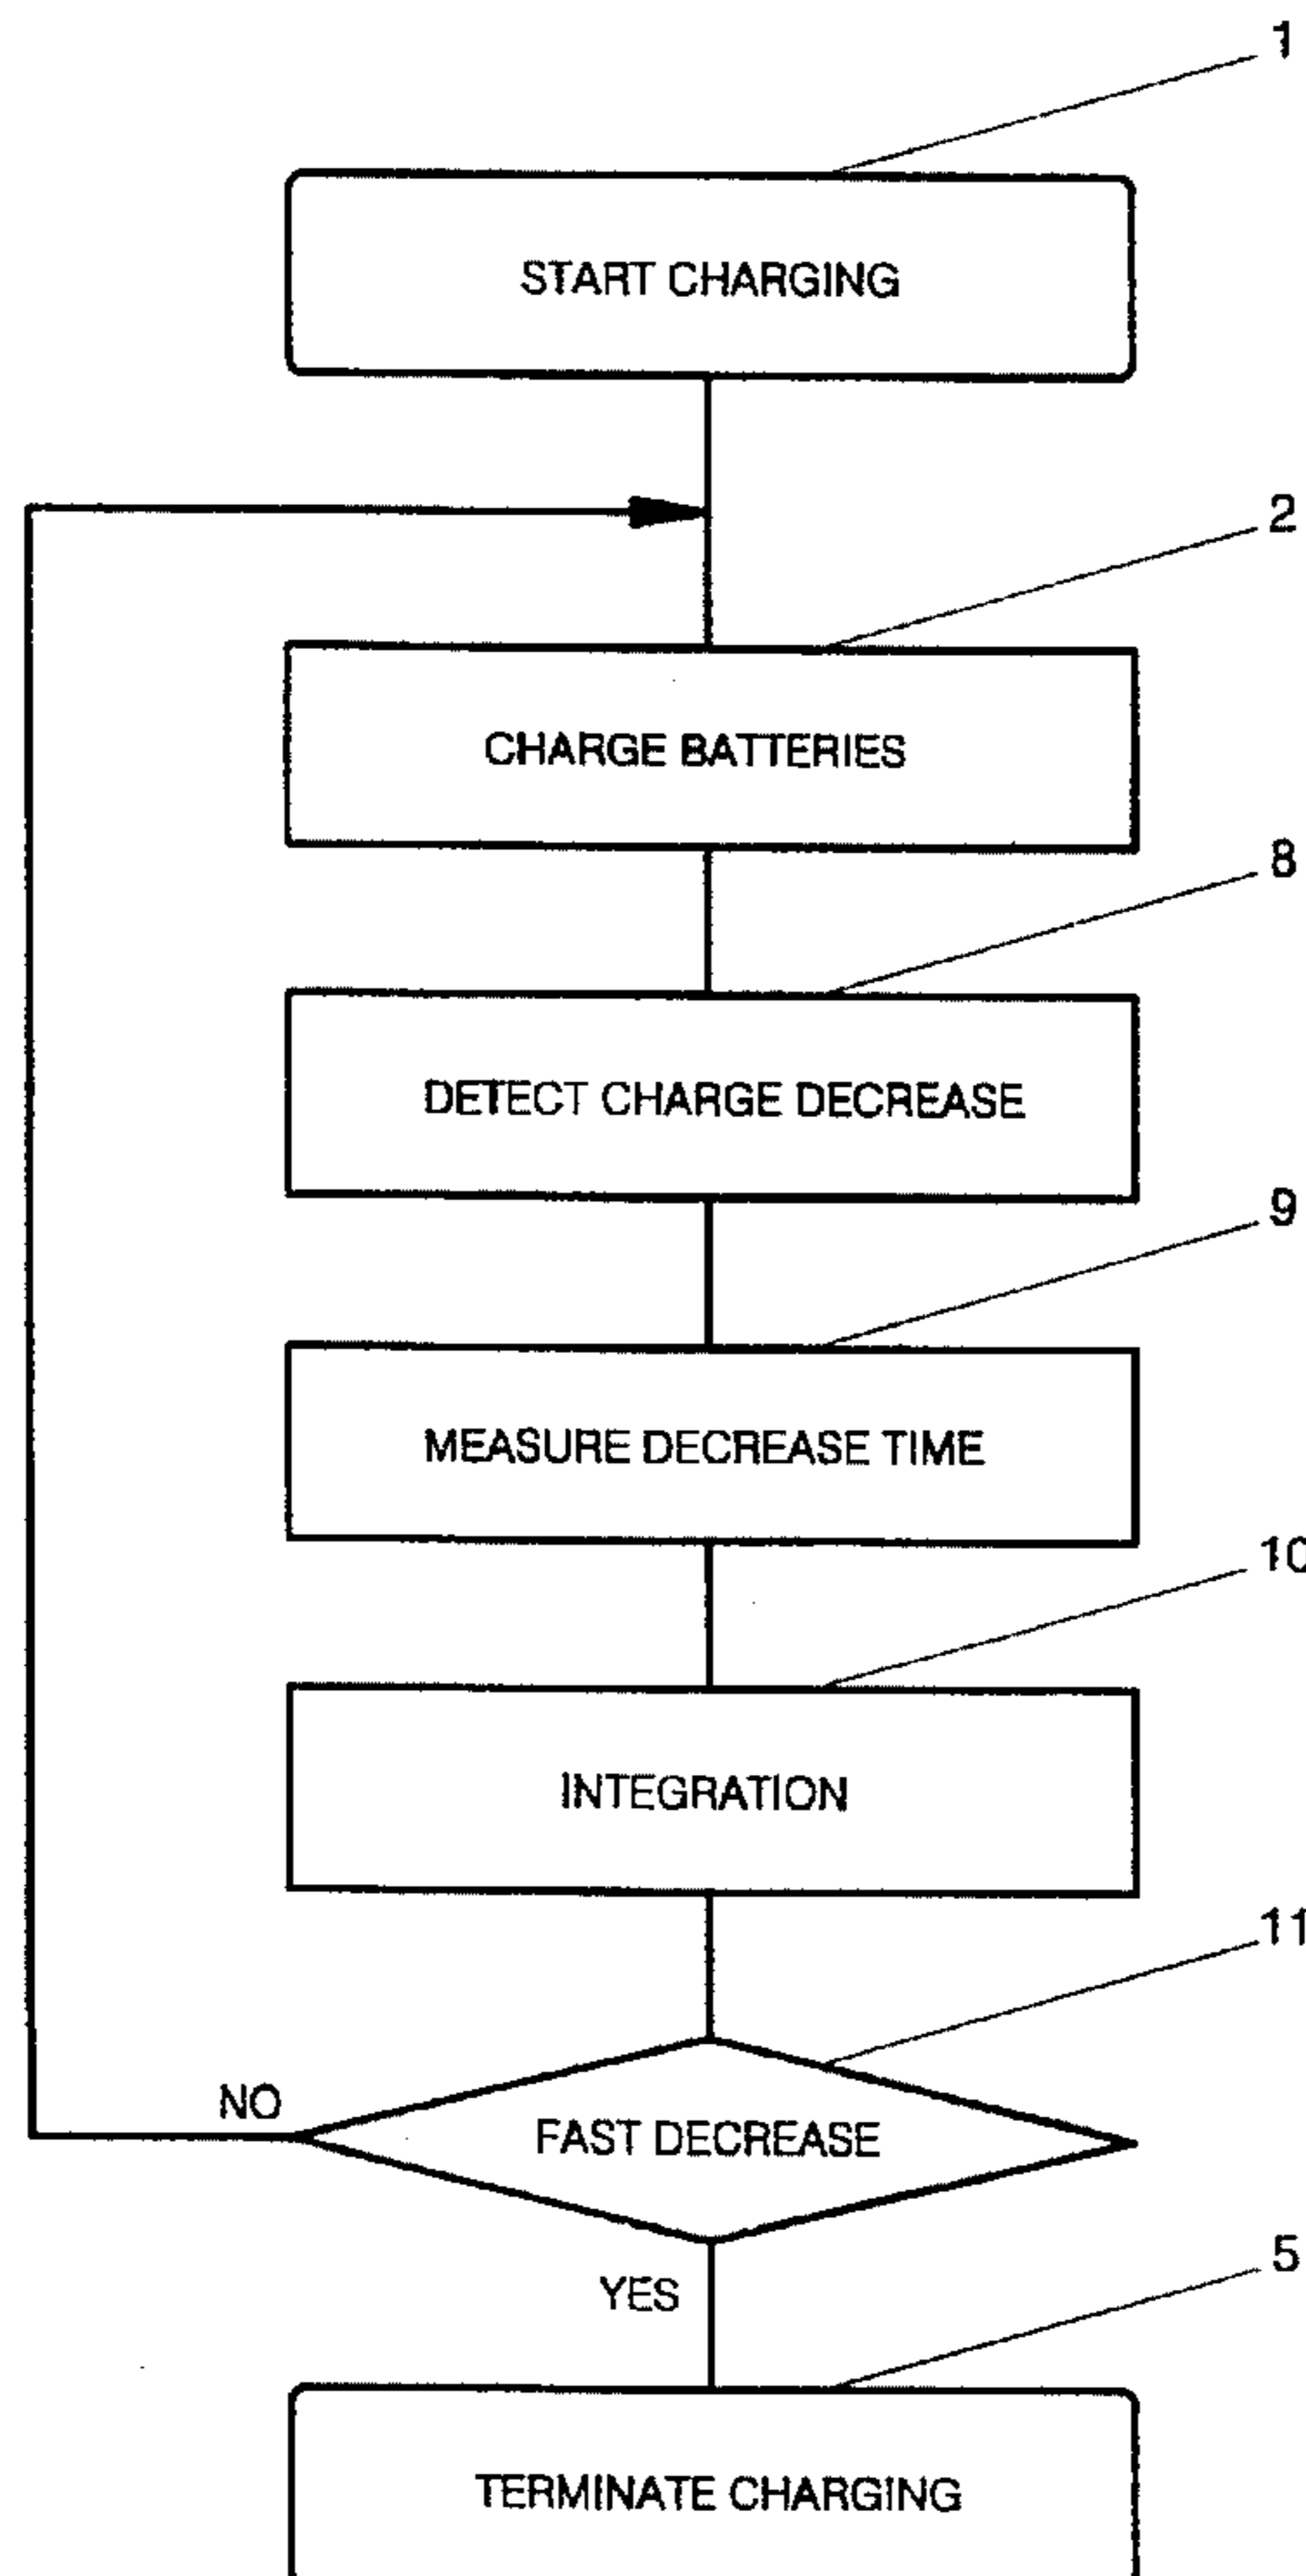 1
START CHARGING
2
CHARGE BATTERIES
8
DETECT CHARGE DECREASE
9
MEASURE DECREASE TIME
10
INTEGRATION
11
NO
FAST DECREASE
YES
5
TERMINATE CHARGING